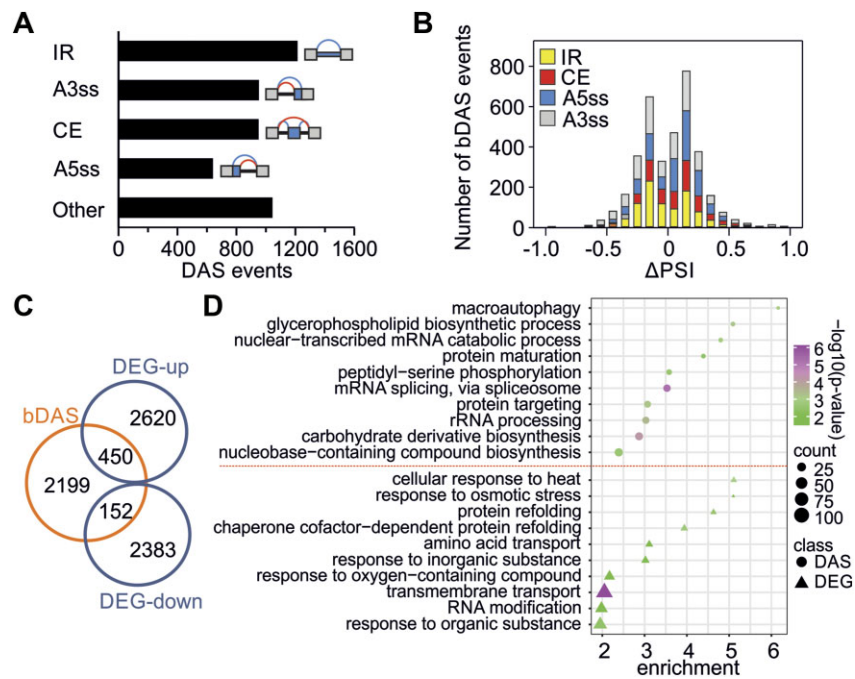 A
IR
A3ss
CE
A5ss
Other
0 400 800 1200 1600
DAS events
B
Number of bDAS events
800
600
400
200
0
IR
CE
A5ss
A3ss
-1.0 -0.5 0 0.5 1.0
ΔPSI
C
DEG-up
bDAS
2620
450
2199
152
2383
DEG-down
D
macroautophagy
glycerophospholipid biosynthetic process
nuclear-transcribed mRNA catabolic process
protein maturation
peptidyl-serine phosphorylation
mRNA splicing, via spliceosome
protein targeting
rRNA processing
carbohydrate derivative biosynthesis
nucleobase-containing compound biosynthesis
cellular response to heat
response to osmotic stress
protein refolding
chaperone cofactor-dependent protein refolding
amino acid transport
response to inorganic substance
response to oxygen-containing compound
transmembrane transport
RNA modification
response to organic substance
2 3 4 5 6
enrichment
−log10(p-value)
6
5
4
3
2
count
25
50
75
100
class
DAS
DEG